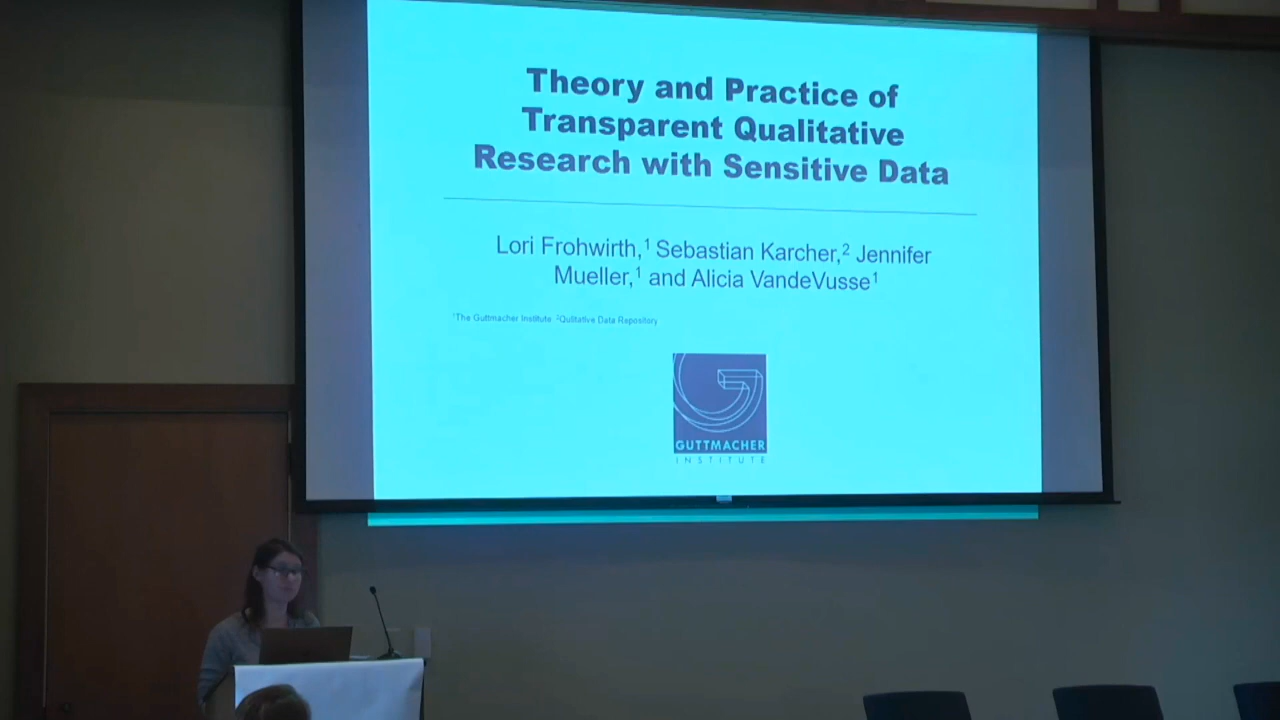 Theory and Practice of
Transparent Qualitative
Research with Sensitive Data
Lori Frohwirth,¹ Sebastian Karcher,² Jennifer
Mueller,¹ and Alicia VandeVusse¹
¹The Guttmacher Institute ²Qulitative Data Repository
GUTTMACHER
INSTITUTE